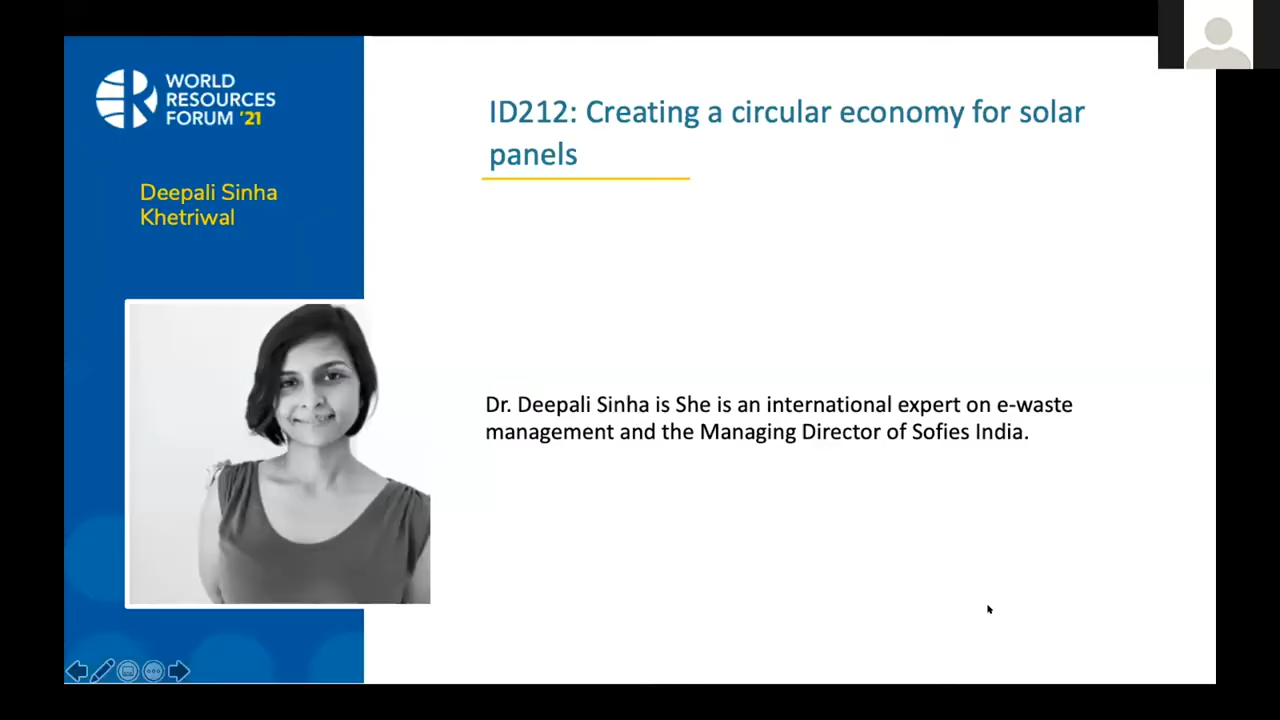 WORLD
RESOURCES
FORUM '21
Deepali Sinha
Khetriwal
ID212: Creating a circular economy for solar
panels
Dr. Deepali Sinha is She is an international expert on e-waste
management and the Managing Director of Sofies India.